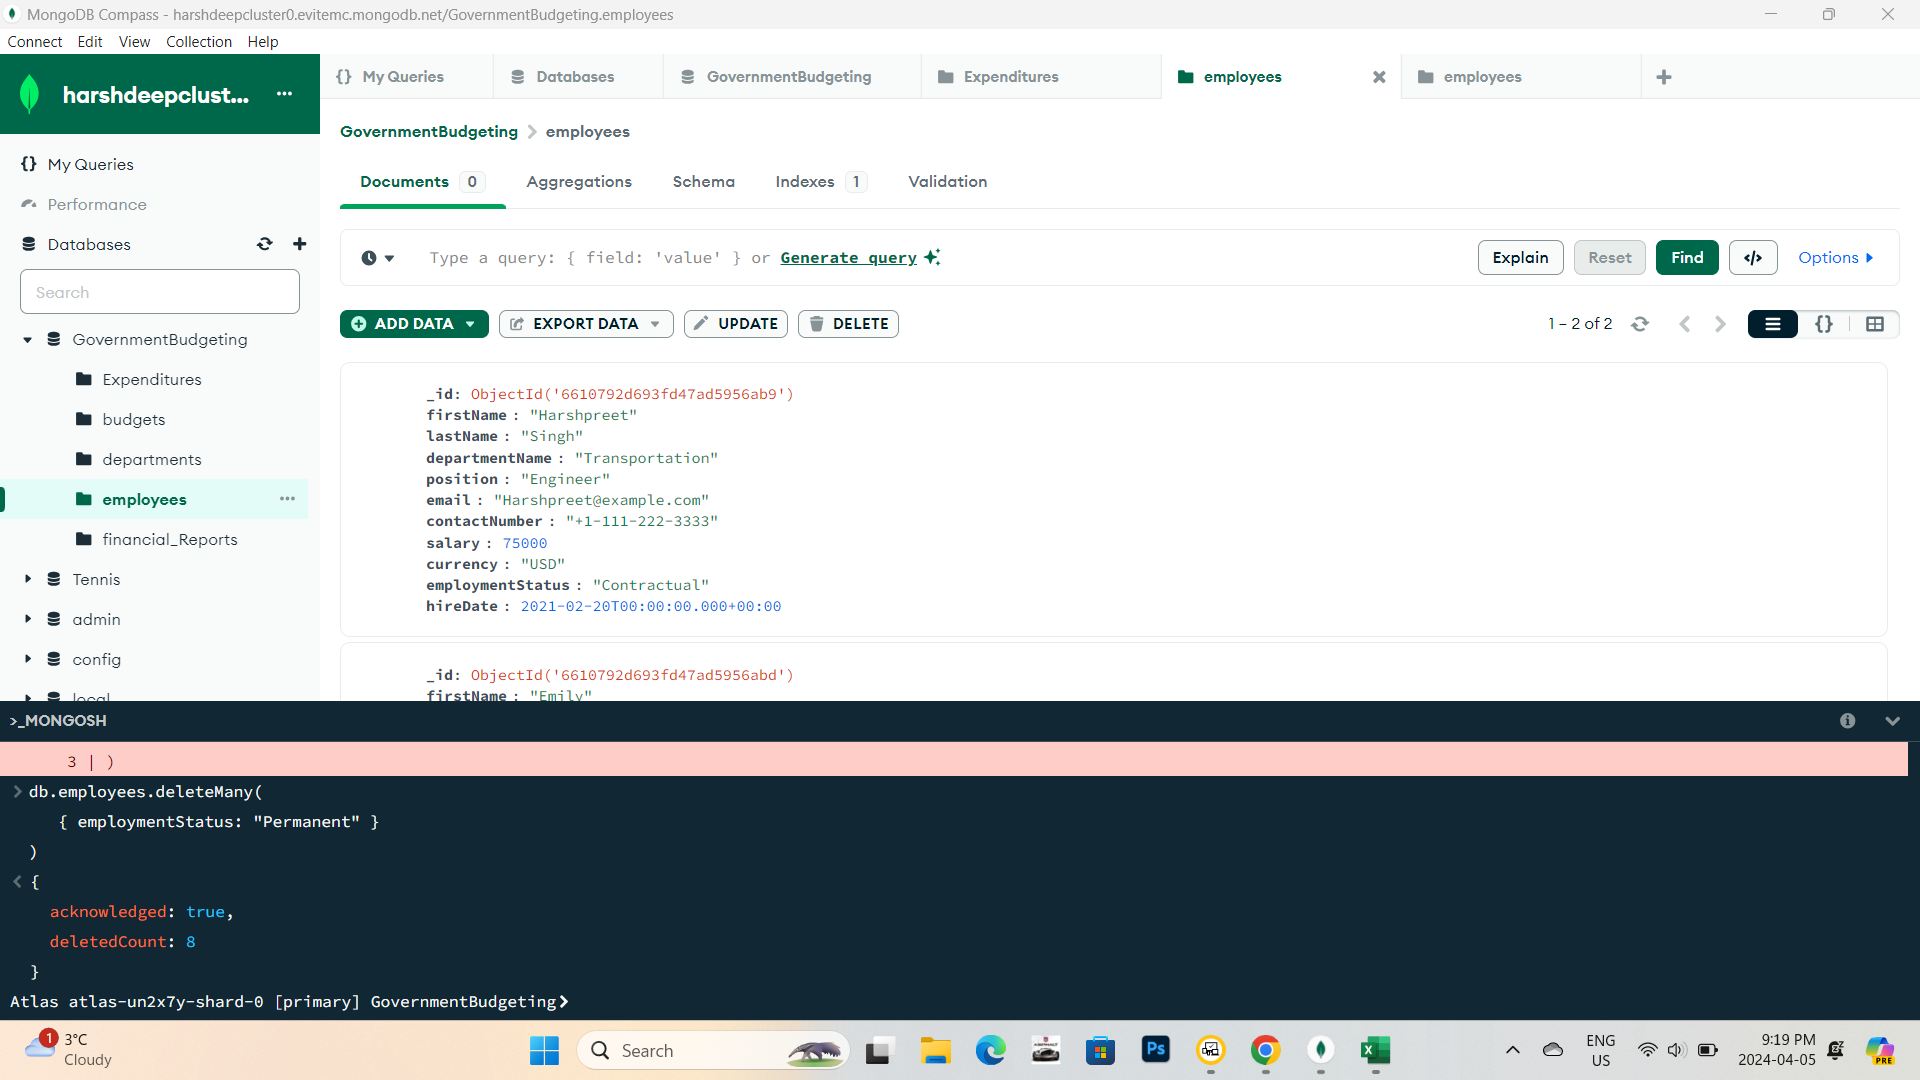 MongoDB Compass - harshdeepcluster0.evitemc.mongodb.net/GovernmentBudgeting.employees
Connect Edit View Collection Help
harshdeepclust... ...
{} My Queries
Databases
GovernmentBudgeting
Expenditures
employees
employees
GovernmentBudgeting > employees
{} My Queries
Performance
Databases
Search
GovernmentBudgeting
Expenditures
budgets
departments
employees ...
financial_Reports
Tennis
admin
config
local
Documents 0 Aggregations Schema Indexes 1 Validation
Type a query: { field: 'value' } or Generate query
Explain Reset Find </> Options
ADD DATA EXPORT DATA UPDATE DELETE
1 – 2 of 2
{}
_id: ObjectId('6610792d693fd47ad5956ab9')
firstName : "Harshpreet"
lastName : "Singh"
departmentName : "Transportation"
position : "Engineer"
email : "Harshpreet@example.com"
contactNumber : "+1-111-222-3333"
salary : 75000
currency : "USD"
employmentStatus : "Contractual"
hireDate : 2021-02-20T00:00:00.000+00:00
_id: ObjectId('6610792d693fd47ad5956abd')
firstName : "Emily"
>_MONGOSH
3 | )
> db.employees.deleteMany(
{ employmentStatus: "Permanent" }
)
< {
acknowledged: true,
deletedCount: 8
}
Atlas atlas-un2x7y-shard-0 [primary] GovernmentBudgeting>
1
3°C
Cloudy
Search
Ps
ENG
US
9:19 PM
2024-04-05
PRE